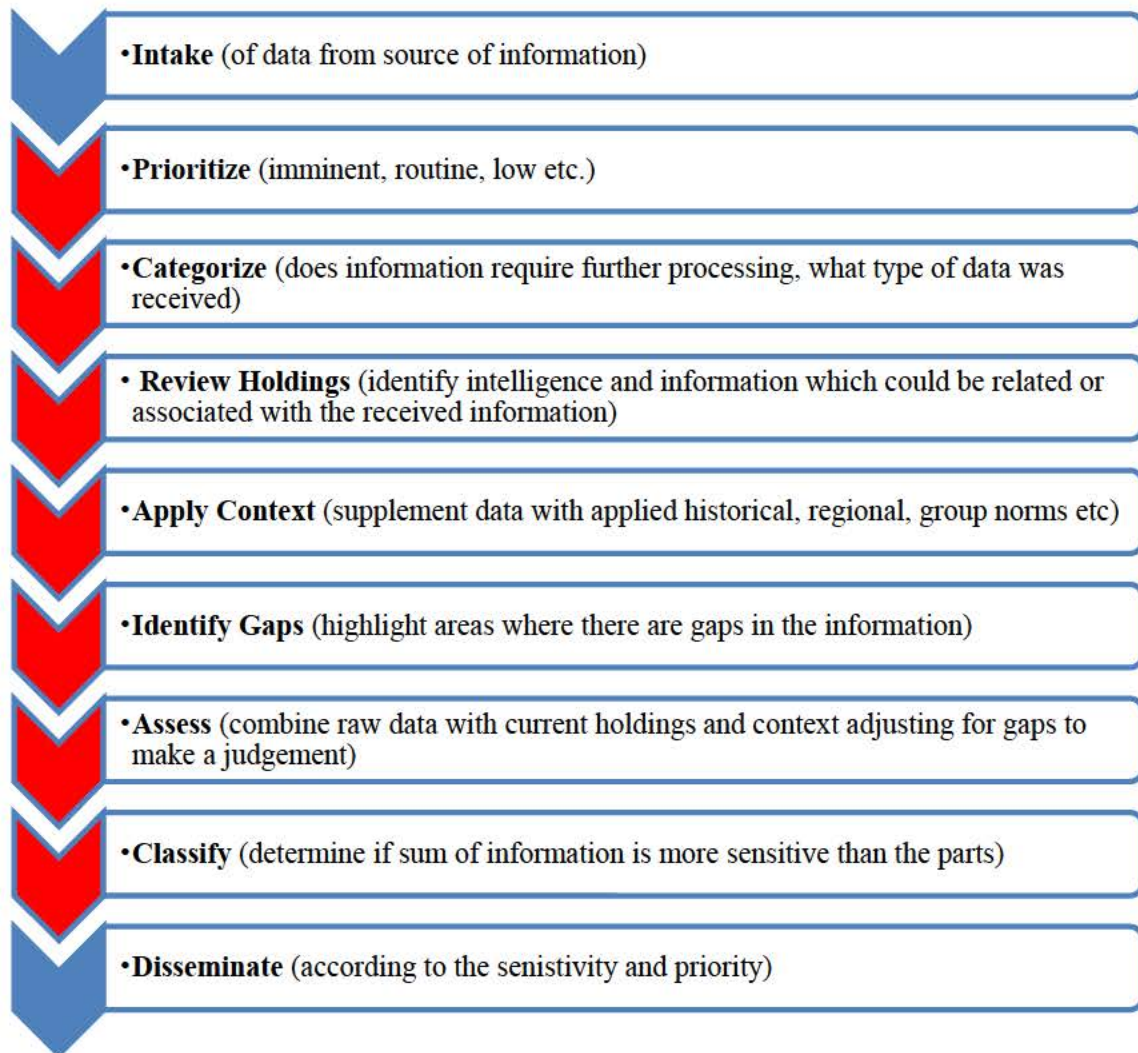 •Intake (of data from source of information)
•Prioritize (imminent, routine, low etc.)
•Categorize (does information require further processing, what type of data was
received)
• Review Holdings (identify intelligence and information which could be related or
associated with the received information)
•Apply Context (supplement data with applied historical, regional, group norms etc)
•Identify Gaps (highlight areas where there are gaps in the information)
•Assess (combine raw data with current holdings and context adjusting for gaps to
make a judgement)
•Classify (determine if sum of information is more sensitive than the parts)
•Disseminate (according to the senistivity and priority)